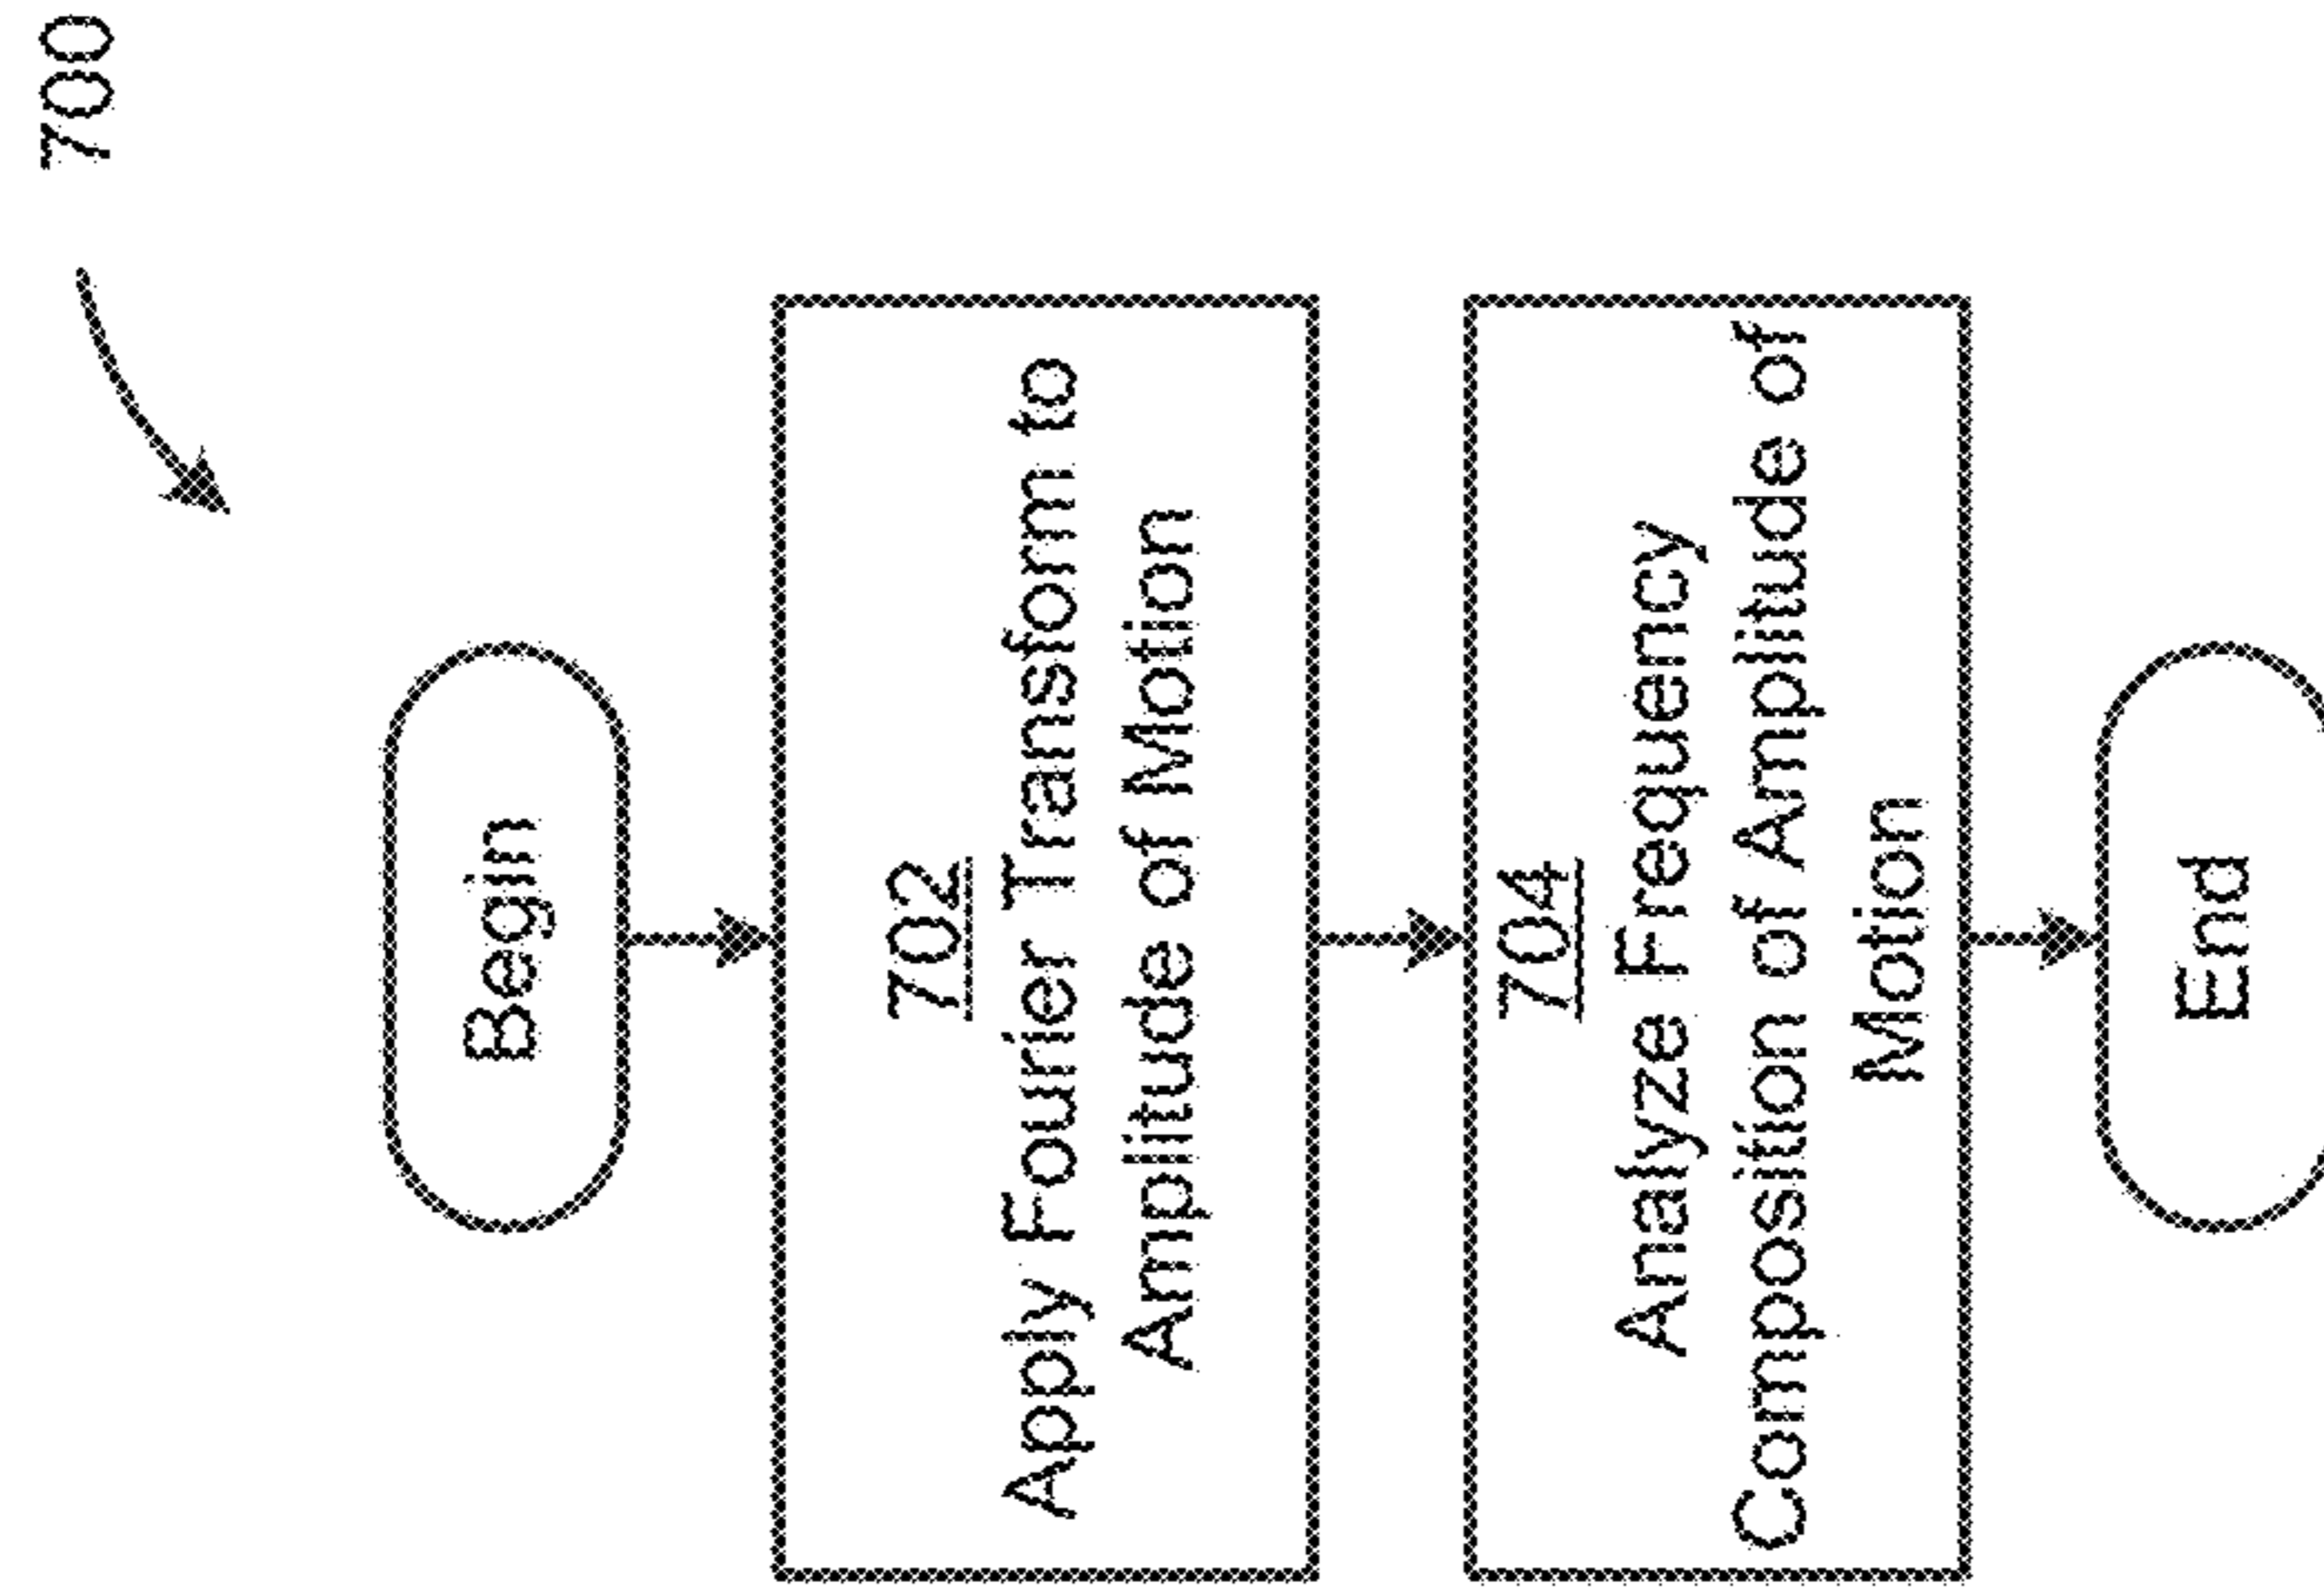 700
Begin
702
Apply Fourier Transform to
Amplitude of Motion
704
Analyze Frequency
Composition of Amplitude of
Motion
End